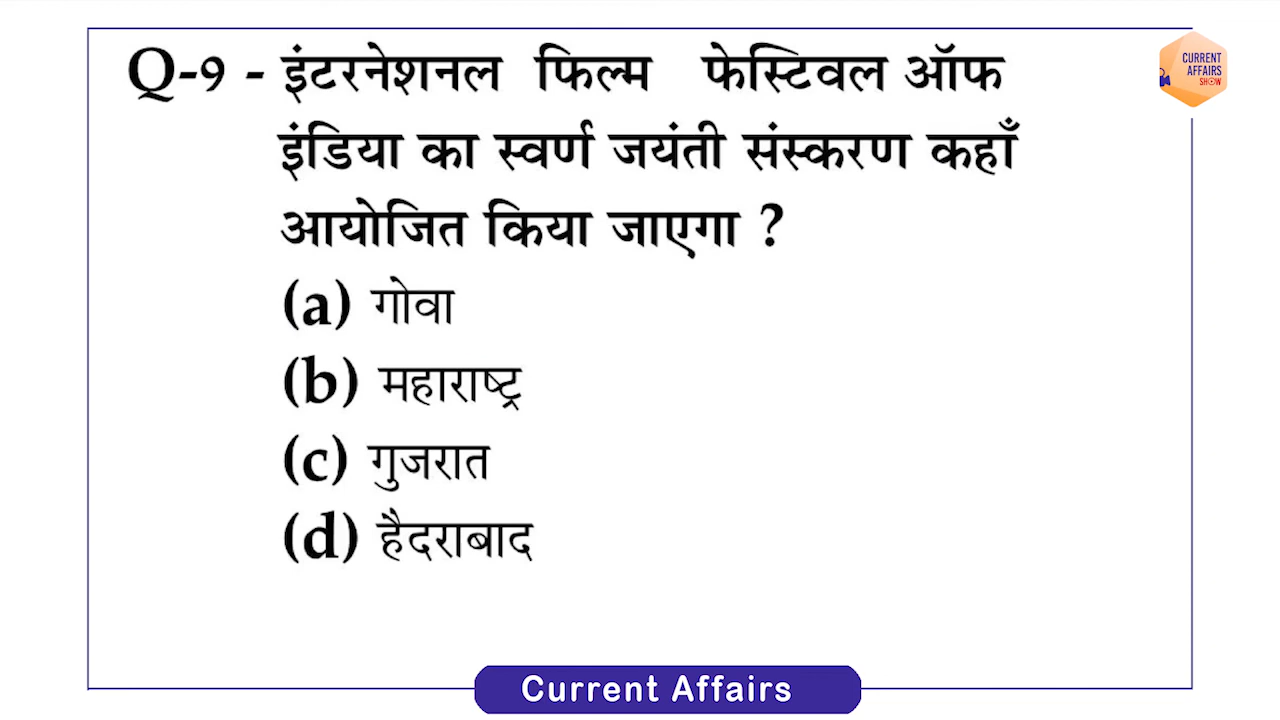 Q-9 - इंटरनेशनल फिल्म फेस्टिवल ऑफ
इंडिया का स्वर्ण जयंती संस्करण कहाँ
आयोजित किया जाएगा ?
(a) गोवा
(b) महाराष्ट्र
(c) गुजरात
(d) हैदराबाद
CURRENT
AFFAIRS
SHOW
Current Affairs